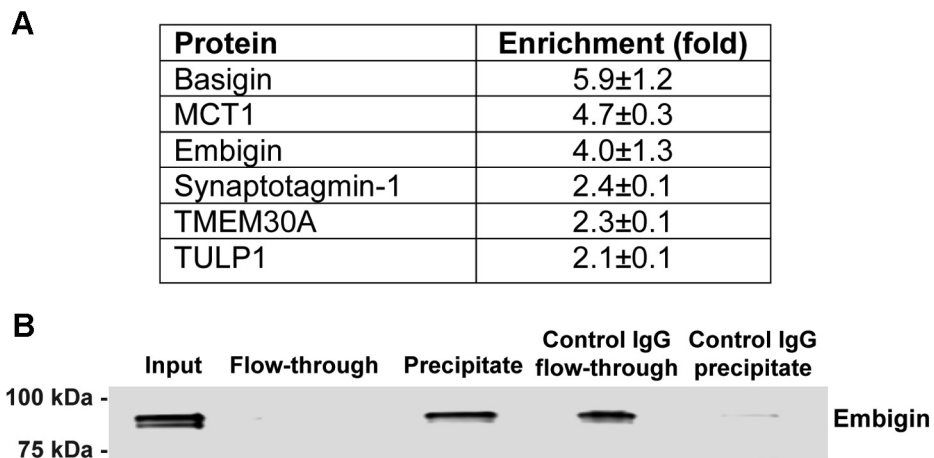 A
Protein Enrichment (fold)
Basigin 5.9±1.2
MCT1 4.7±0.3
Embigin 4.0±1.3
Synaptotagmin-1 2.4±0.1
TMEM30A 2.3±0.1
TULP1 2.1±0.1
B
Input Flow-through Precipitate Control IgG flow-through Control IgG precipitate
100 kDa -
Embigin
75 kDa -